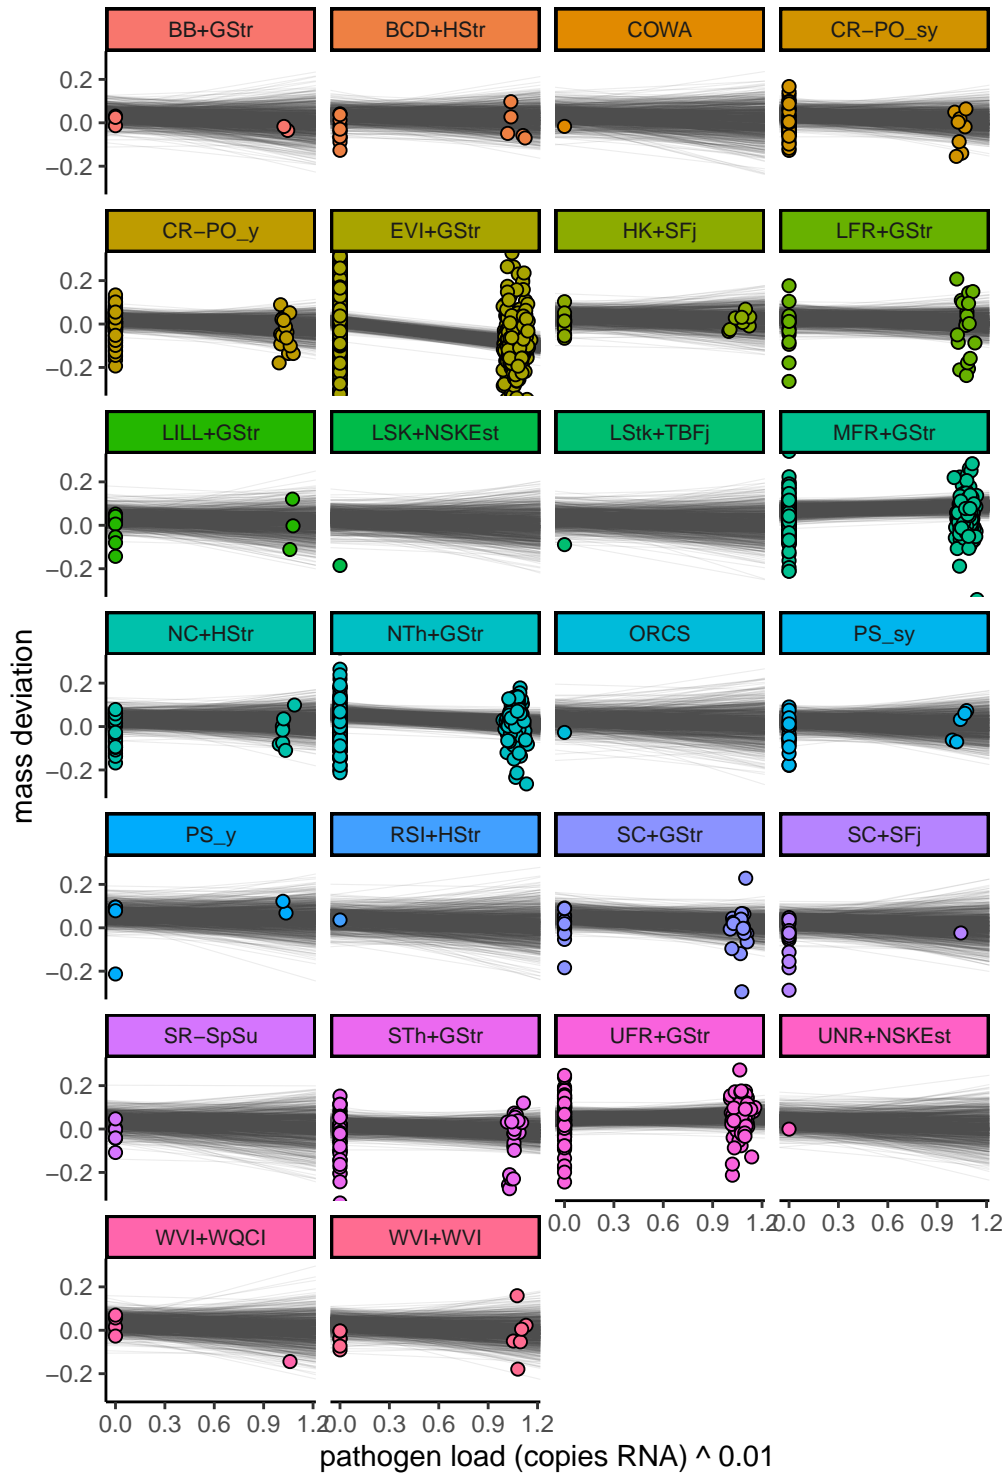 BB+GStr BCD+HStr COWA CR−PO_sy
0.2
0.0
−0.2
CR−PO_y EVI+GStr HK+SFj LFR+GStr
0.2
0.0
−0.2
LILL+GStr LSK+NSKEst LStk+TBFj MFR+GStr
0.2
0.0
−0.2
NC+HStr NTh+GStr ORCS PS_sy
0.2
0.0
−0.2
mass deviation
PS_y RSI+HStr SC+GStr SC+SFj
0.2
0.0
−0.2
SR−SpSu STh+GStr UFR+GStr UNR+NSKEst
0.2
0.0
−0.2
0.0 0.3 0.6 0.9 1.2 0.0 0.3 0.6 0.9 1.2
WVI+WQCI WVI+WVI
0.2
0.0
−0.2
0.0 0.3 0.6 0.9 1.2 0.0 0.3 0.6 0.9 1.2
pathogen load (copies RNA) ^ 0.01